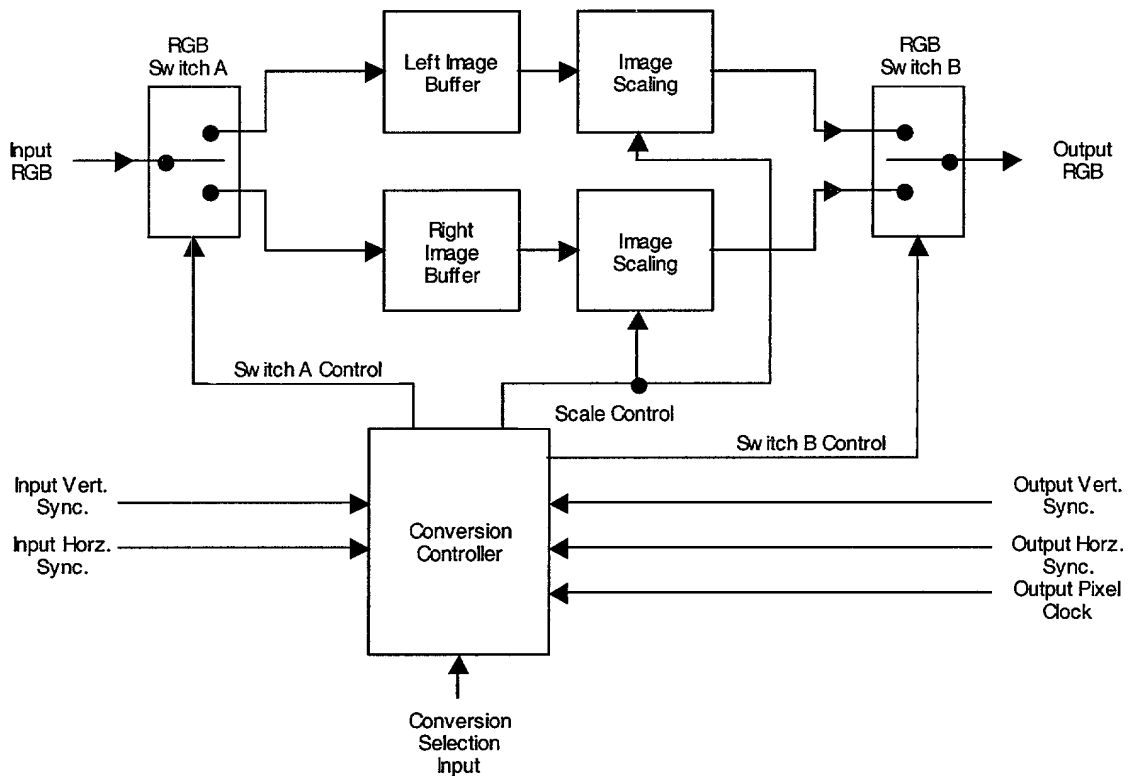 RGB
Switch A
Left Image
Buffer
Image
Scaling
RGB
Switch B
Input
RGB
Output
RGB
Right
Image
Buffer
Image
Scaling
Switch A Control
Scale Control
Switch B Control
Input Vert.
Sync.
Input Horz.
Sync.
Conversion
Controller
Output Vert.
Sync.
Output Horz.
Sync.
Output Pixel
Clock
Conversion
Selection
Input